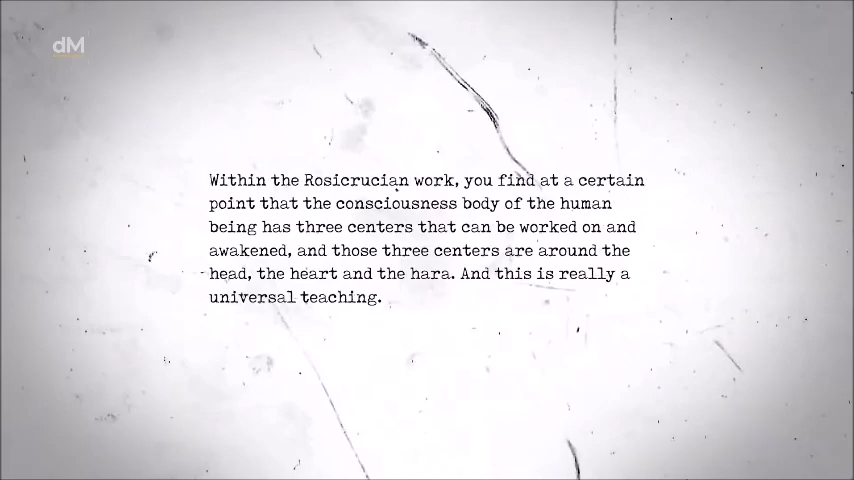 dM
Within the Rosicrucian work, you find at a certain
point that the consciousness body of the human
being has three centers that can be worked on and
awakened, and those three centers are around the
head, the heart and the hara. And this is really a
universal teaching.